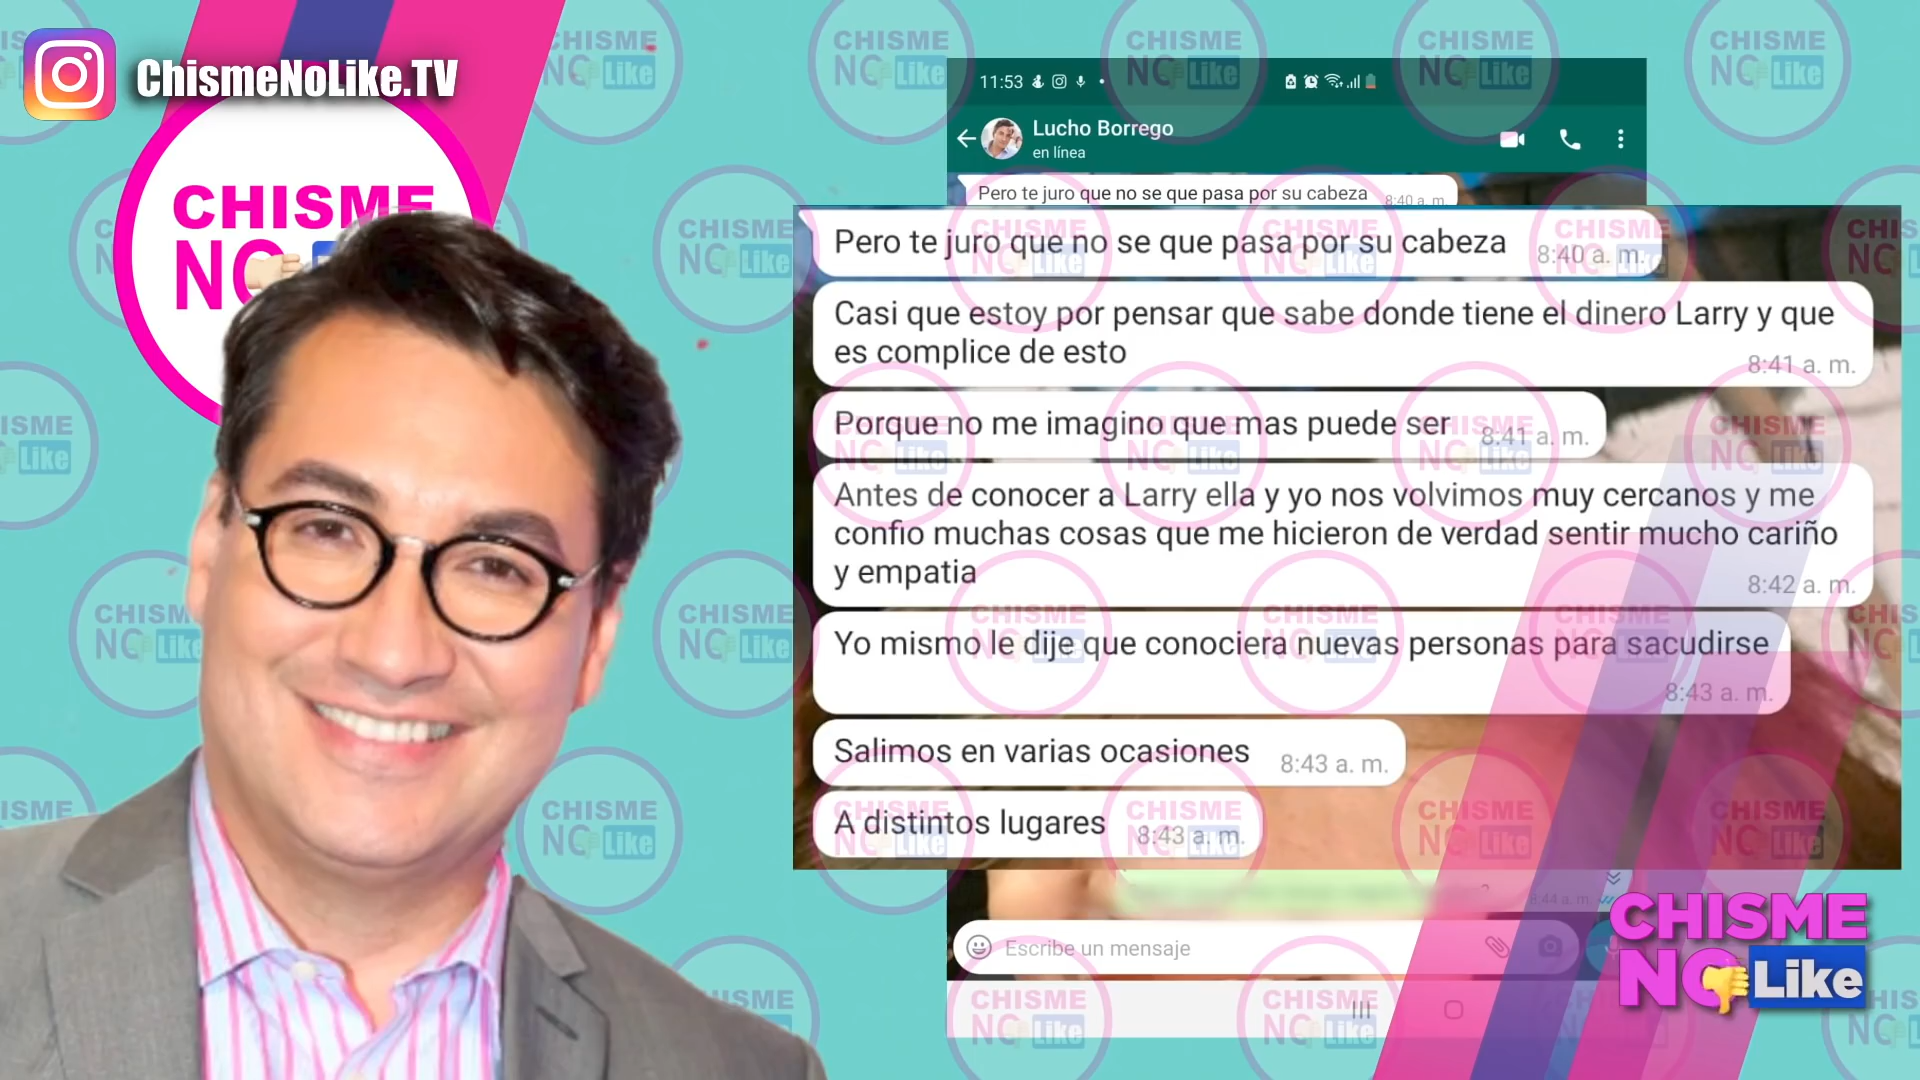 ChismeNoLike.TV
CHISME
NO
11:53
Lucho Borrego
en línea
Pero te juro que no se que pasa por su cabeza 8:40 a. m.
Pero te juro que no se que pasa por su cabeza 8:40 a. m.
Casi que estoy por pensar que sabe donde tiene el dinero Larry y que
es complice de esto 8:41 a. m.
Porque no me imagino que mas puede ser 8:41 a. m.
Antes de conocer a Larry ella y yo nos volvimos muy cercanos y me
confio muchas cosas que me hicieron de verdad sentir mucho cariño
y empatia 8:42 a. m.
Yo mismo le dije que conociera nuevas personas para sacudirse
8:43 a. m.
Salimos en varias ocasiones 8:43 a. m.
A distintos lugares 8:43 a. m.
8:44 a. m.
Escribe un mensaje
CHISME
NO Like